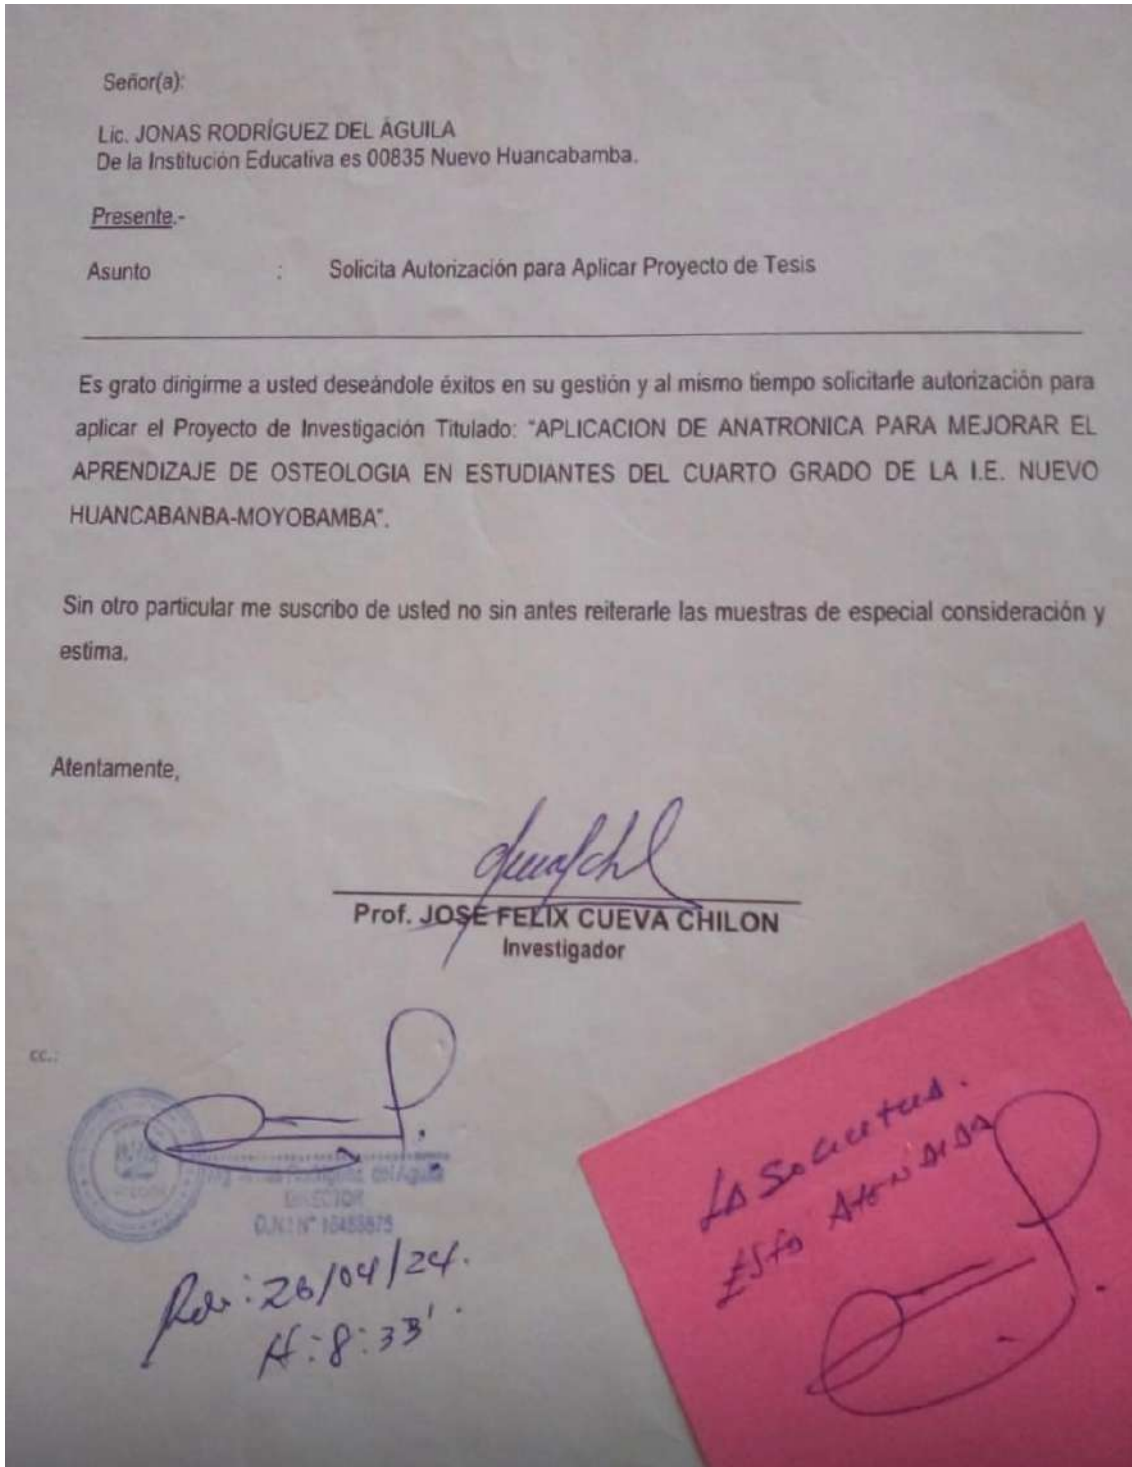 Señor(a):
Lic. JONAS RODRÍGUEZ DEL ÁGUILA
De la Institución Educativa es 00835 Nuevo Huancabamba.
Presente.-
Asunto : Solicita Autorización para Aplicar Proyecto de Tesis
Es grato dirigirme a usted deseándole éxitos en su gestión y al mismo tiempo solicitarle autorización para
aplicar el Proyecto de Investigación Titulado: "APLICACION DE ANATRONICA PARA MEJORAR EL
APRENDIZAJE DE OSTEOLOGIA EN ESTUDIANTES DEL CUARTO GRADO DE LA I.E. NUEVO
HUANCABANBA-MOYOBAMBA".
Sin otro particular me suscribo de usted no sin antes reiterarle las muestras de especial consideración y
estima.
Atentamente,
Prof. JOSE FELIX CUEVA CHILON
Investigador
cc.:
del Aguila
DIRECTOR
D.N.I N°
26/04/24.
H: 8:33'.
LA Solicitud.
ESTA ATENDIDA